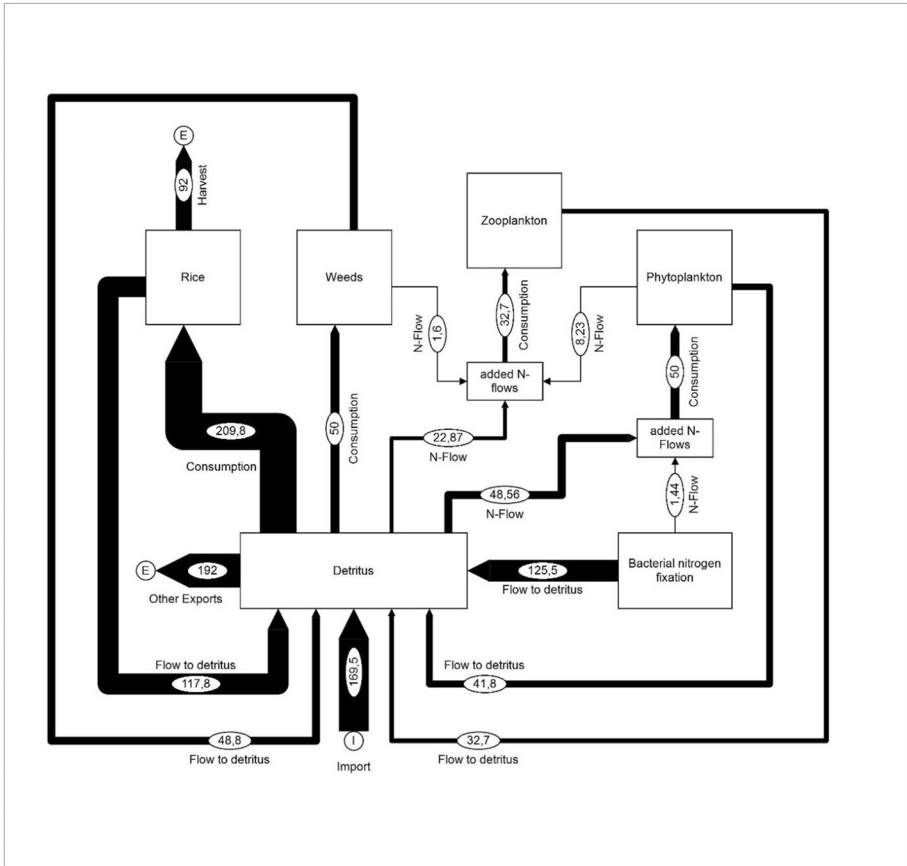 E
92
Harvest
Rice
Weeds
Zooplankton
Phytoplankton
N-Flow
1,6
32,7
Consumption
8,23
N-Flow
added N-
flows
50
Consumption
209,8
Consumption
50
Consumption
22,87
N-Flow
added N-
Flows
48,56
N-Flow
1,44
N-Flow
E
192
Other Exports
Detritus
125,5
Flow to detritus
Bacterial nitrogen
fixation
Flow to detritus
117,8
169,5
Flow to detritus
41,8
48,8
Flow to detritus
I
Import
32,7
Flow to detritus